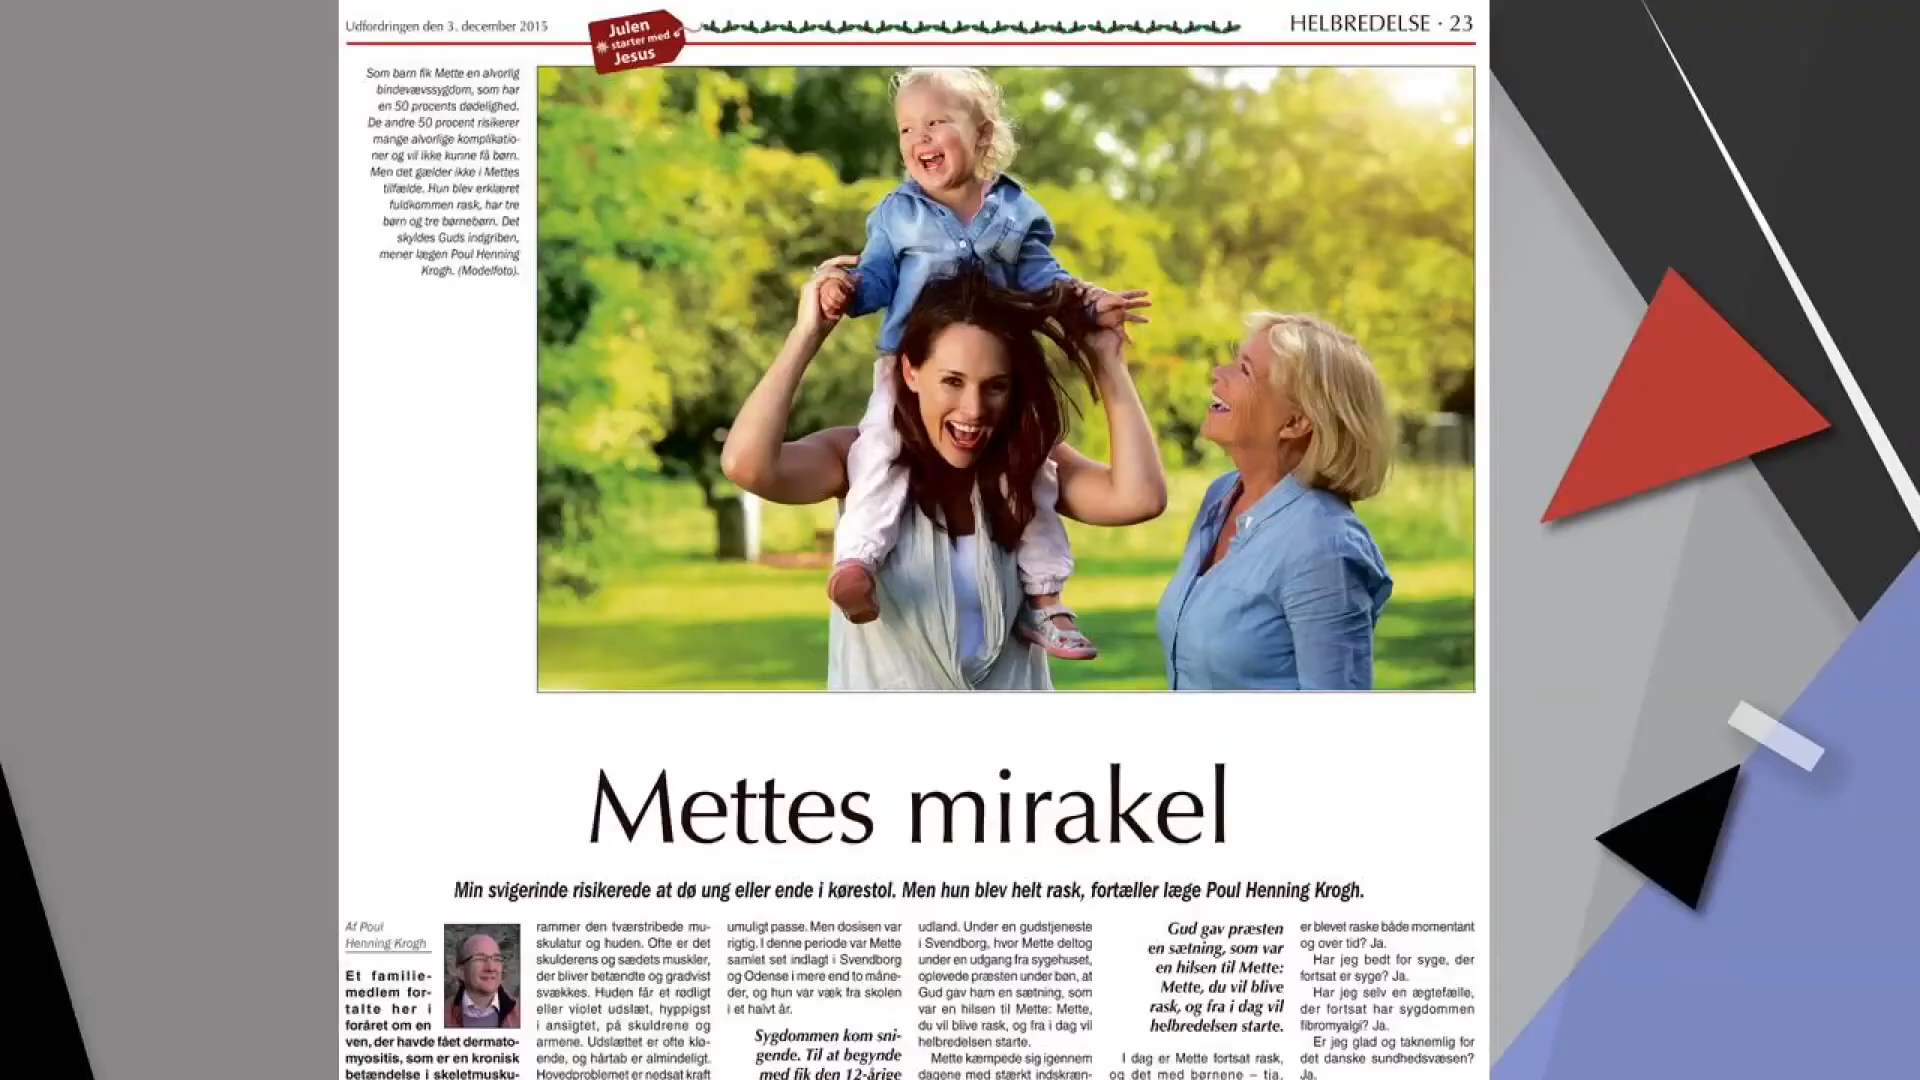 Udfordringen den 3. december 2015
Julen
starter med
Jesus
HELBREDELSE · 23
Som barn fik Mette en alvorlig
bindevævssygdom, som har
en 50 procents dødelighed.
De andre 50 procent risikerer
mange alvorlige komplikatio-
ner og vil ikke kunne få børn.
Men det gælder ikke i Mettes
tilfælde. Hun blev erklæret
fuldkommen rask, har tre
børn og tre børnebørn. Det
skyldes Guds indgriben,
mener lægen Poul Henning
Krogh. (Modelfoto).
Mettes mirakel
Min svigerinde risikerede at dø ung eller ende i kørestol. Men hun blev helt rask, fortæller læge Poul Henning Krogh.
Af Poul
Henning Krogh
Et familie-
medlem for-
talte her i
foråret om en
ven, der havde fået dermato-
myositis, som er en kronisk
betændelse i skeletmusku-
rammer den tværstribede mu-
skulatur og huden. Ofte er det
skulderens og sædets muskler,
der bliver betændte og gradvist
svækkes. Huden får et rødligt
eller violet udslæt, hyppigst
i ansigtet, på skuldrene og
armene. Udslættet er ofte klø-
ende, og hårtab er almindeligt.
Hovedproblemet er nedsat kraft
umuligt passe. Men dosisen var
rigtig. I denne periode var Mette
samlet set indlagt i Svendborg
og Odense i mere end to måne-
der, og hun var væk fra skolen
i et halvt år.
Sygdommen kom sni-
gende. Til at begynde
med fik den 12-årige
udland. Under en gudstjeneste
i Svendborg, hvor Mette deltog
under en udgang fra sygehuset,
oplevede præsten under bøn, at
Gud gav ham en sætning, som
var en hilsen til Mette: Mette,
du vil blive rask, og fra i dag vil
helbredelsen starte.
Mette kæmpede sig igennem
dagene med stærkt indskræn-
Gud gav præsten
en sætning, som var
en hilsen til Mette:
Mette, du vil blive
rask, og fra i dag vil
helbredelsen starte.
I dag er Mette fortsat rask,
og det med børnene – tja,
er blevet raske både momentant
og over tid? Ja.
Har jeg bedt for syge, der
fortsat er syge? Ja.
Har jeg selv en ægtefælle,
der fortsat har sygdommen
fibromyalgi? Ja.
Er jeg glad og taknemlig for
det danske sundhedsvæsen?
Ja.